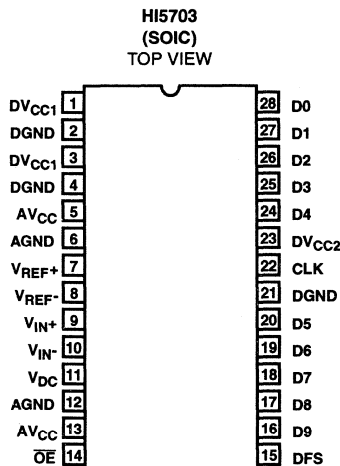 HI5703
(SOIC)
TOP VIEW
DVCC1 1 28 D0
DGND 2 27 D1
DVCC1 3 26 D2
DGND 4 25 D3
AVCC 5 24 D4
AGND 6 23 DVCC2
VREF+ 7 22 CLK
VREF- 8 21 DGND
VIN+ 9 20 D5
VIN- 10 19 D6
VDC 11 18 D7
AGND 12 17 D8
AVCC 13 16 D9
O̅E̅ 14 15 DFS